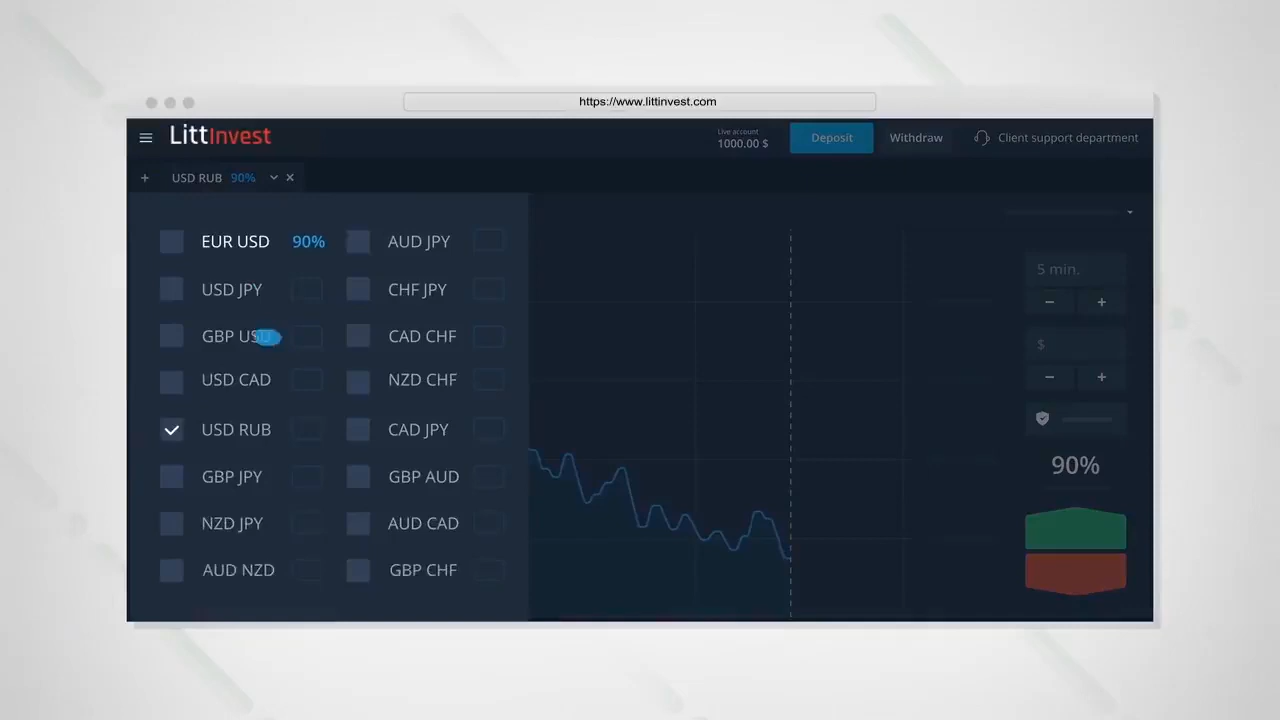 https://www.littinvest.com
LittInvest
Live account
1000.00 $
Deposit
Withdraw
Client support department
+ USD RUB 90%
EUR USD 90% AUD JPY
USD JPY CHF JPY
GBP USD CAD CHF
USD CAD NZD CHF
USD RUB CAD JPY
GBP JPY GBP AUD
NZD JPY AUD CAD
AUD NZD GBP CHF
5 min.
− +
$
− +
90%